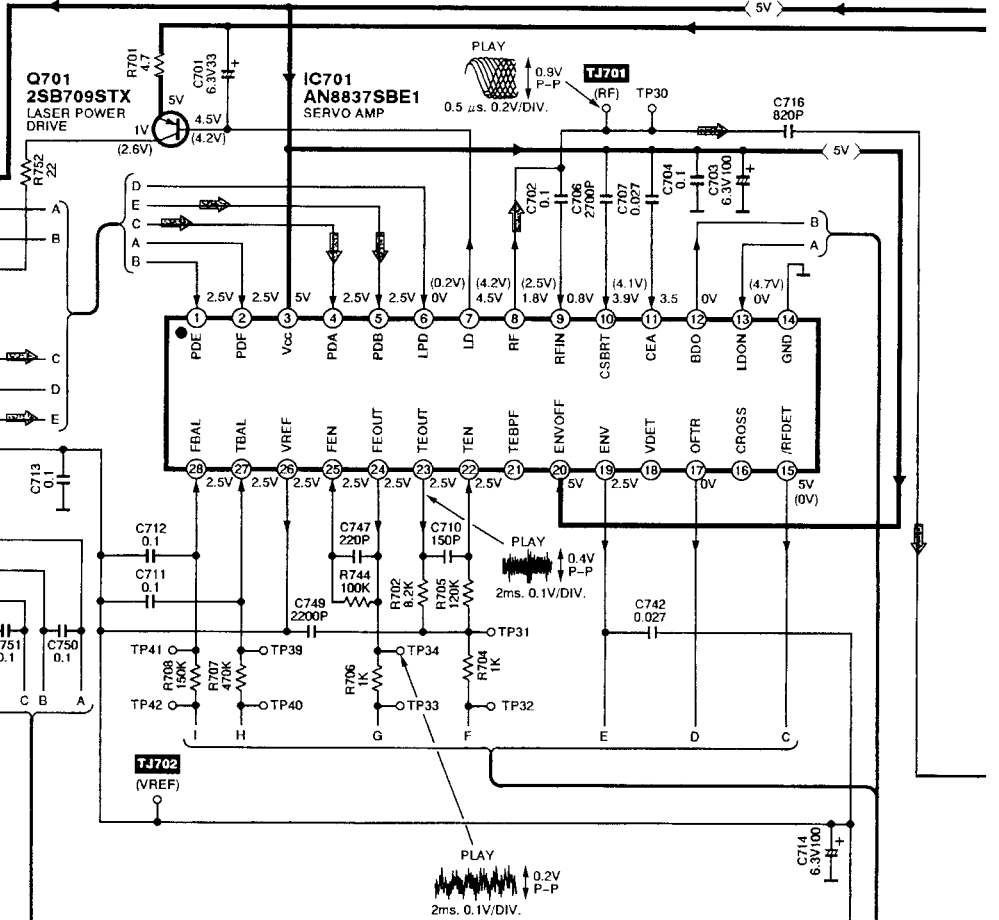 5V
PLAY
0.9V
P-P
0.5 µs. 0.2V/DIV.
TJ701
(RF)
TP30
C716
820P
R701
4.7
C701
6.3V33
+
Q701
2SB709STX
LASER POWER
DRIVE
IC701
AN8837SBE1
SERVO AMP
5V
1V
(2.6V)
4.5V
(4.2V)
R752
22
5V
C702
0.1
C706
2700P
C707
0.027
C704
0.1
C703
6.3V100
+
D
E
C
A
B
A
B
C
D
E
B
A
2.5V
2.5V
5V
2.5V
2.5V
(0.2V)
0V
(4.2V)
4.5V
(2.5V)
1.8V
0.8V
(4.1V)
3.9V
3.5
0V
(4.7V)
0V
1 2 3 4 5 6 7 8 9 10 11 12 13 14
PDE PDF Vcc PDA PDB LPD LD RF RFIN CSBRT CEA BDO LDON GND
FBAL TBAL VREF FEN FEOUT TEOUT TEN TEBPF ENVOFF ENV VDET OFTR CROSS /RFDET
28 27 26 25 24 23 22 21 20 19 18 17 16 15
2.5V 2.5V 2.5V 2.5V 2.5V 2.5V 2.5V 5V 2.5V 0V 5V
(0V)
C713
0.1
C712
0.1
C711
0.1
C747
220P
R744
100K
C710
150P
R702
8.2K
R705
120K
PLAY
0.4V
P-P
2ms. 0.1V/DIV.
C749
2200P
C742
0.027
TP31
C751
0.1
C750
0.1
TP41
TP39
TP34
R708
150K
R707
470K
R706
1K
R704
1K
TP42
TP40
TP33
TP32
C B A
I H G F E D C
TJ702
(VREF)
C714
6.3V100
+
PLAY
0.2V
P-P
2ms. 0.1V/DIV.